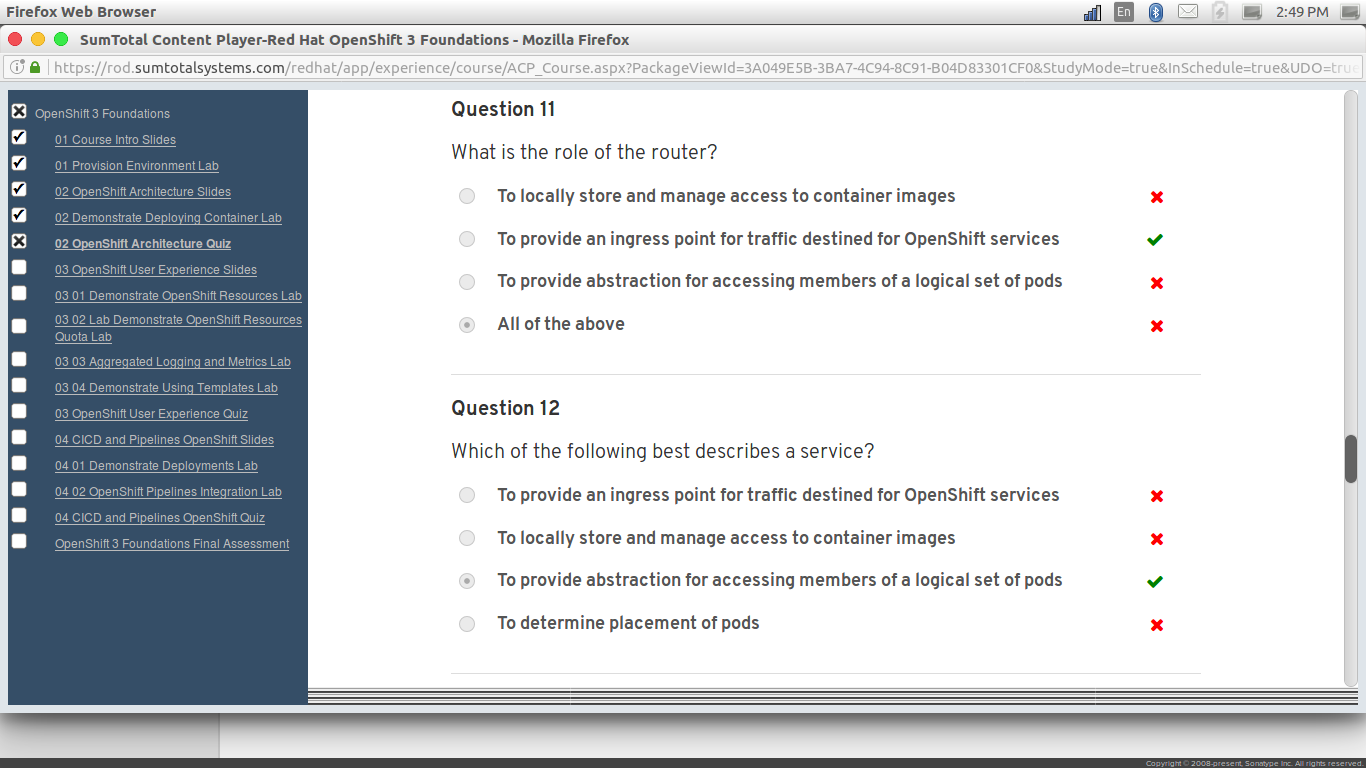 Firefox Web Browser
En
2:49 PM
SumTotal Content Player-Red Hat OpenShift 3 Foundations - Mozilla Firefox
https://rod.sumtotalsystems.com/redhat/app/experience/course/ACP_Course.aspx?PackageViewId=3A049E5B-3BA7-4C94-8C91-B04D83301CF0&StudyMode=true&InSchedule=true&UDO=true
OpenShift 3 Foundations
01 Course Intro Slides
01 Provision Environment Lab
02 OpenShift Architecture Slides
02 Demonstrate Deploying Container Lab
02 OpenShift Architecture Quiz
03 OpenShift User Experience Slides
03 01 Demonstrate OpenShift Resources Lab
03 02 Lab Demonstrate OpenShift Resources
Quota Lab
03 03 Aggregated Logging and Metrics Lab
03 04 Demonstrate Using Templates Lab
03 OpenShift User Experience Quiz
04 CICD and Pipelines OpenShift Slides
04 01 Demonstrate Deployments Lab
04 02 OpenShift Pipelines Integration Lab
04 CICD and Pipelines OpenShift Quiz
OpenShift 3 Foundations Final Assessment
Question 11
What is the role of the router?
To locally store and manage access to container images
To provide an ingress point for traffic destined for OpenShift services
To provide abstraction for accessing members of a logical set of pods
All of the above
Question 12
Which of the following best describes a service?
To provide an ingress point for traffic destined for OpenShift services
To locally store and manage access to container images
To provide abstraction for accessing members of a logical set of pods
To determine placement of pods
Copyright © 2008-present, Sonatype Inc. All rights reserved.